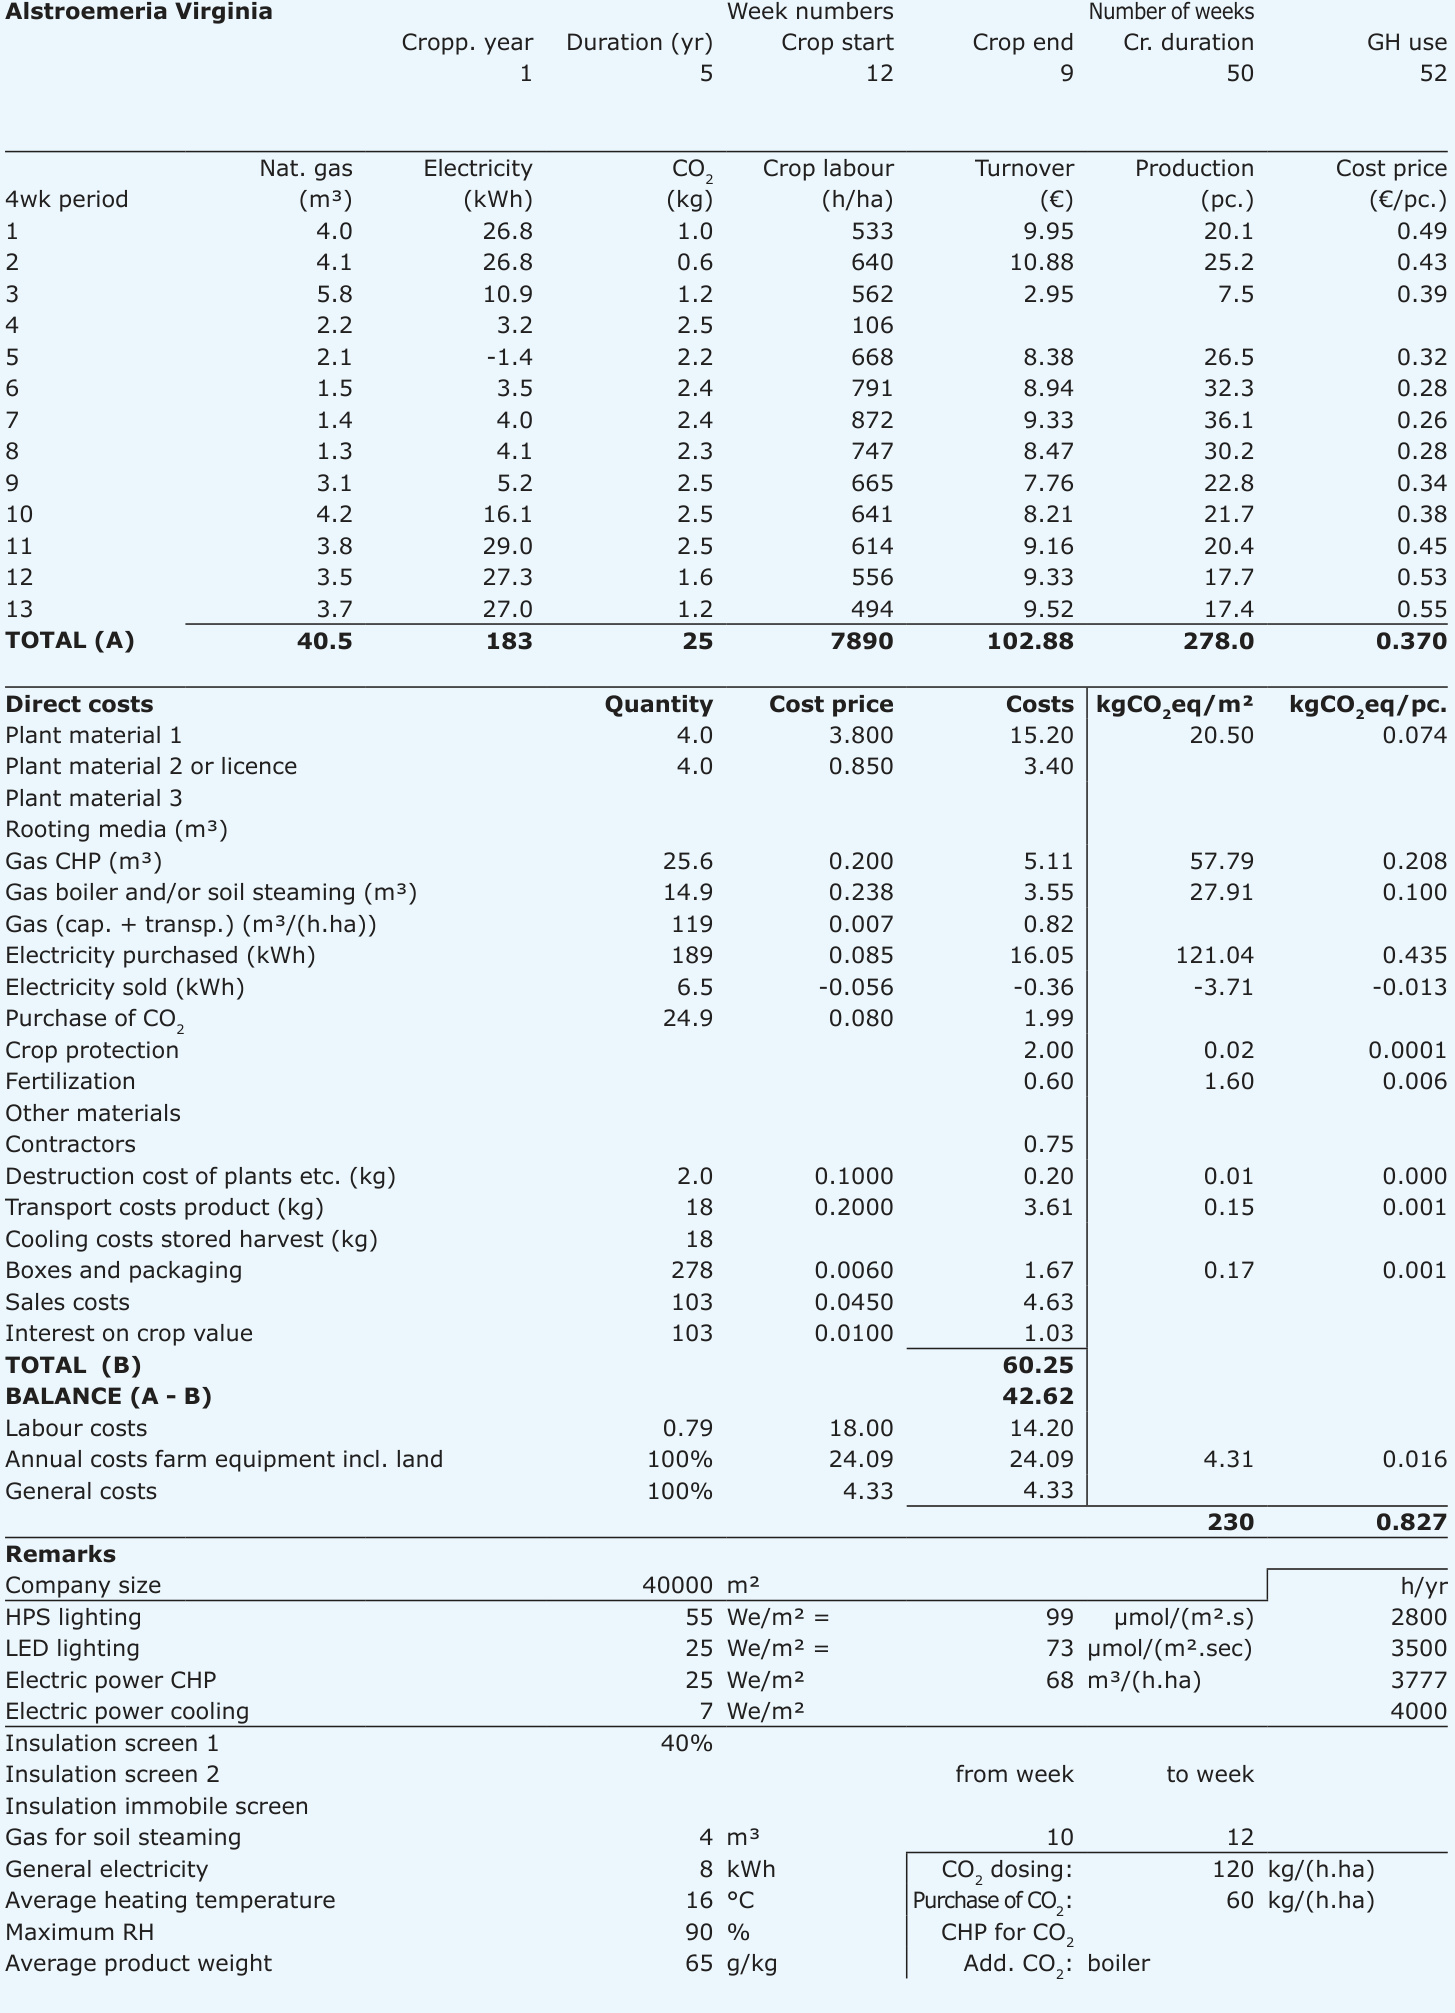 Alstroemeria Virginia Week numbers Number of weeks
Cropp. year Duration (yr) Crop start Crop end Cr. duration GH use
1 5 12 9 50 52
Nat. gas Electricity CO₂ Crop labour Turnover Production Cost price
4wk period (m³) (kWh) (kg) (h/ha) (€) (pc.) (€/pc.)
1 4.0 26.8 1.0 533 9.95 20.1 0.49
2 4.1 26.8 0.6 640 10.88 25.2 0.43
3 5.8 10.9 1.2 562 2.95 7.5 0.39
4 2.2 3.2 2.5 106
5 2.1 -1.4 2.2 668 8.38 26.5 0.32
6 1.5 3.5 2.4 791 8.94 32.3 0.28
7 1.4 4.0 2.4 872 9.33 36.1 0.26
8 1.3 4.1 2.3 747 8.47 30.2 0.28
9 3.1 5.2 2.5 665 7.76 22.8 0.34
10 4.2 16.1 2.5 641 8.21 21.7 0.38
11 3.8 29.0 2.5 614 9.16 20.4 0.45
12 3.5 27.3 1.6 556 9.33 17.7 0.53
13 3.7 27.0 1.2 494 9.52 17.4 0.55
TOTAL (A) 40.5 183 25 7890 102.88 278.0 0.370
Direct costs Quantity Cost price Costs kgCO₂eq/m² kgCO₂eq/pc.
Plant material 1 4.0 3.800 15.20 20.50 0.074
Plant material 2 or licence 4.0 0.850 3.40
Plant material 3
Rooting media (m³)
Gas CHP (m³) 25.6 0.200 5.11 57.79 0.208
Gas boiler and/or soil steaming (m³) 14.9 0.238 3.55 27.91 0.100
Gas (cap. + transp.) (m³/(h.ha)) 119 0.007 0.82
Electricity purchased (kWh) 189 0.085 16.05 121.04 0.435
Electricity sold (kWh) 6.5 -0.056 -0.36 -3.71 -0.013
Purchase of CO₂ 24.9 0.080 1.99
Crop protection 2.00 0.02 0.0001
Fertilization 0.60 1.60 0.006
Other materials
Contractors 0.75
Destruction cost of plants etc. (kg) 2.0 0.1000 0.20 0.01 0.000
Transport costs product (kg) 18 0.2000 3.61 0.15 0.001
Cooling costs stored harvest (kg) 18
Boxes and packaging 278 0.0060 1.67 0.17 0.001
Sales costs 103 0.0450 4.63
Interest on crop value 103 0.0100 1.03
TOTAL (B) 60.25
BALANCE (A - B) 42.62
Labour costs 0.79 18.00 14.20
Annual costs farm equipment incl. land 100% 24.09 24.09 4.31 0.016
General costs 100% 4.33 4.33
230 0.827
Remarks
Company size 40000 m² h/yr
HPS lighting 55 We/m² = 99 µmol/(m².s) 2800
LED lighting 25 We/m² = 73 µmol/(m².sec) 3500
Electric power CHP 25 We/m² 68 m³/(h.ha) 3777
Electric power cooling 7 We/m² 4000
Insulation screen 1 40%
Insulation screen 2 from week to week
Insulation immobile screen
Gas for soil steaming 4 m³ 10 12
General electricity 8 kWh CO₂ dosing: 120 kg/(h.ha)
Average heating temperature 16 °C Purchase of CO₂: 60 kg/(h.ha)
Maximum RH 90 % CHP for CO₂
Average product weight 65 g/kg Add. CO₂: boiler